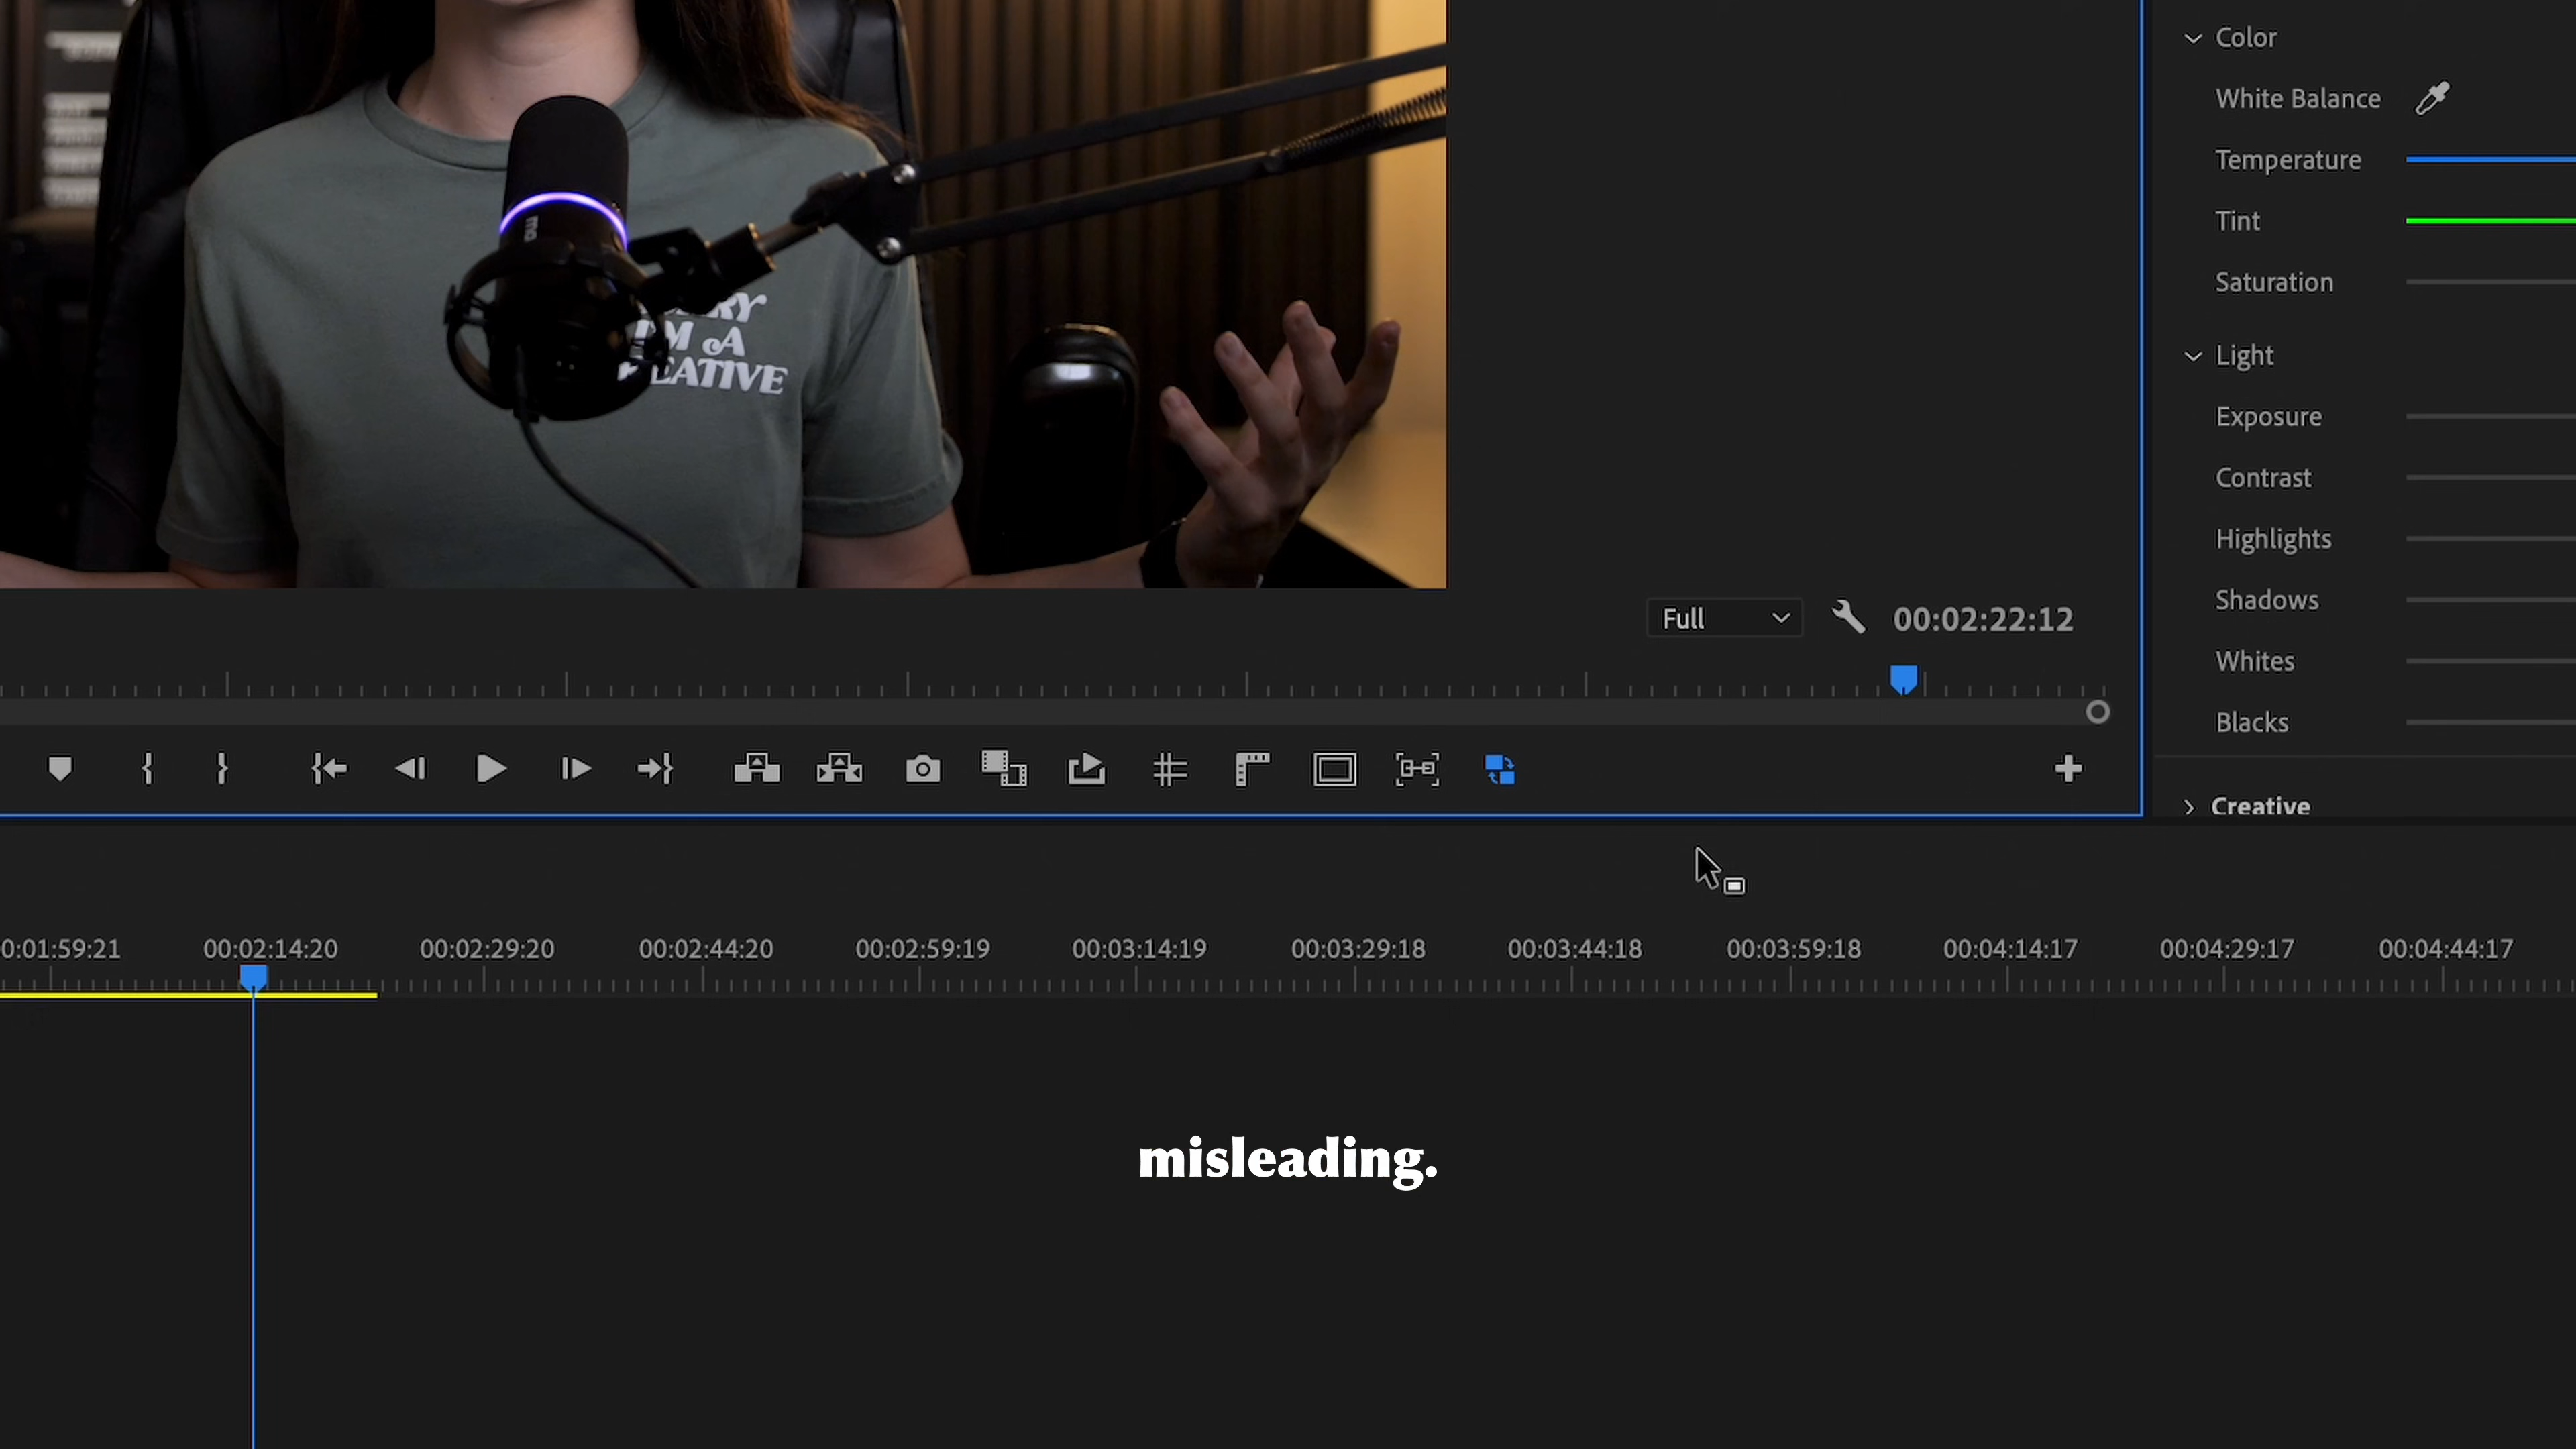 Color
White Balance
Temperature
Tint
Saturation
I'M A
Light
Exposure
Contrast
Highlights
Shadows
Whites
Blacks
Creative
Full
00:02:22:12
0:01:59:21 00:02:14:20 00:02:29:20 00:02:44:20 00:02:59:19 00:03:14:19 00:03:29:18 00:03:44:18 00:03:59:18 00:04:14:17 00:04:29:17 00:04:44:17
misleading.